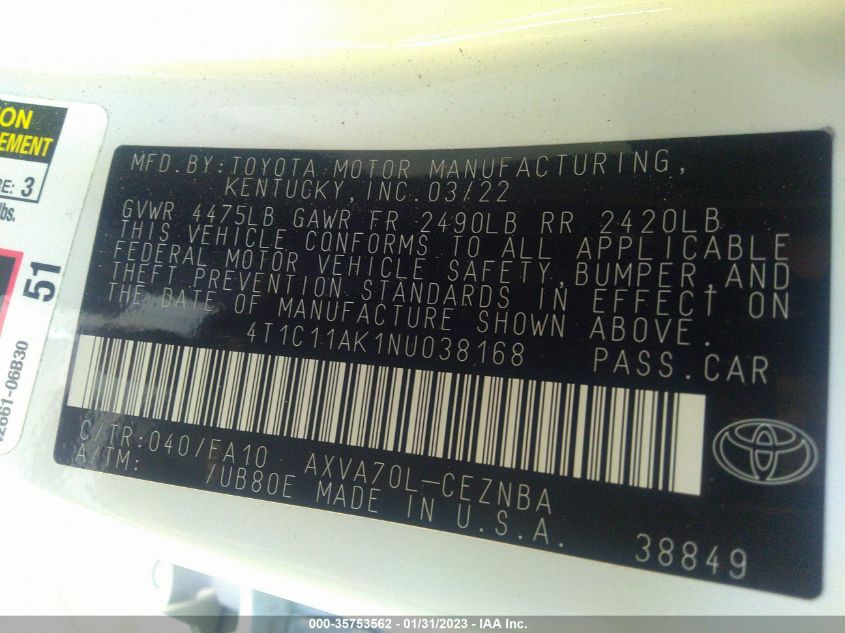 ION
EMENT
RE: 3
lbs.
51
42661-06B30
MFD.BY:TOYOTA MOTOR MANUFACTURING,
KENTUCKY, INC. 03/22
GVWR 4475LB GAWR FR 2490LB RR 2420LB
THIS VEHICLE CONFORMS TO ALL APPLICABLE
FEDERAL MOTOR VEHICLE SAFETY,BUMPER,AND
THEFT PREVENTION STANDARDS IN EFFECT ON
THE DATE OF MANUFACTURE SHOWN ABOVE.
4T1C11AK1NU038168 PASS.CAR
C/TR:040/FA10 AXVA70L-CEZNBA
A/TM: /UB80E MADE IN U.S.A.
38849
000-35753562 / 01/31/2023 - IAA Inc.